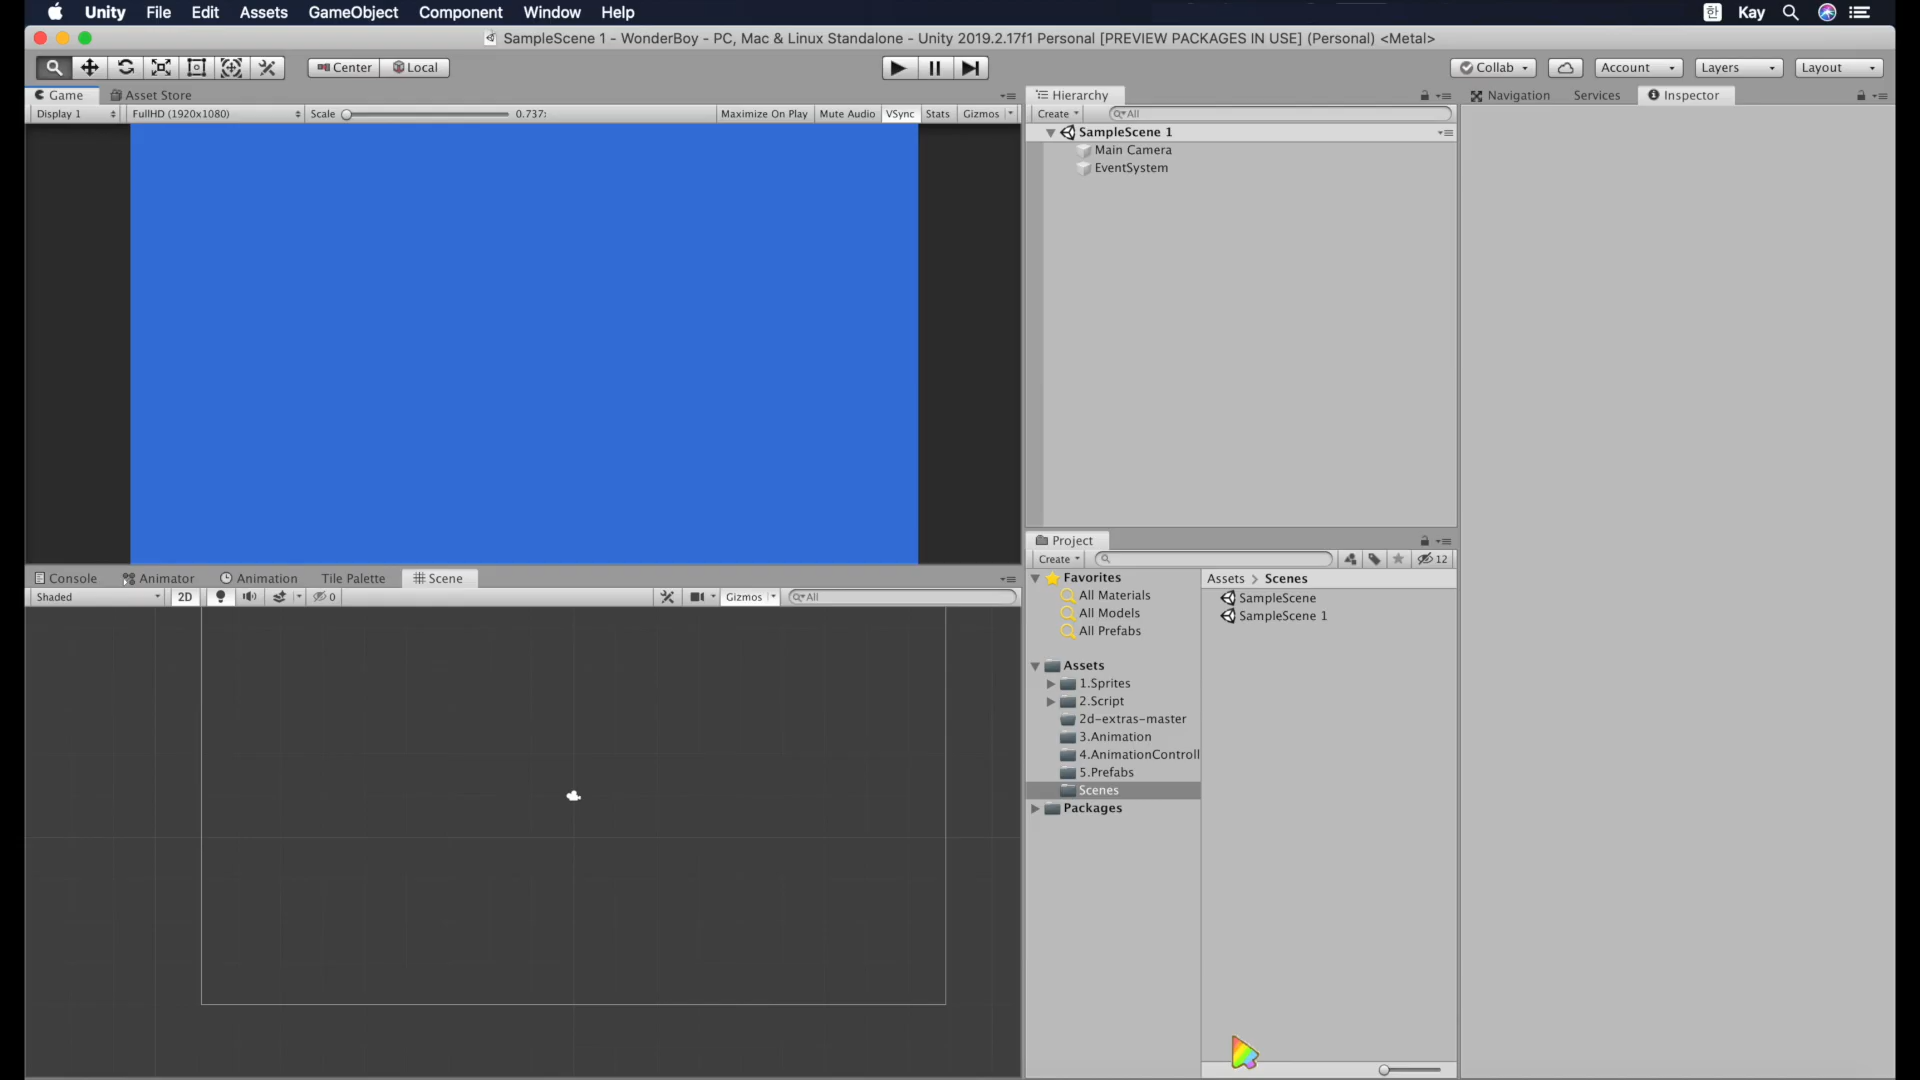 Unity File Edit Assets GameObject Component Window Help 한 Kay
SampleScene 1 - WonderBoy - PC, Mac & Linux Standalone - Unity 2019.2.17f1 Personal [PREVIEW PACKAGES IN USE] (Personal) <Metal>
Center Local Collab Account Layers Layout
Game Asset Store
Display 1 FullHD (1920x1080) Scale 0.737: Maximize On Play Mute Audio VSync Stats Gizmos
Hierarchy
Create All
SampleScene 1
Main Camera
EventSystem
Navigation Services Inspector
Console Animator Animation Tile Palette Scene
Shaded 2D 0 Gizmos All
Project
Create 12
Favorites
All Materials
All Models
All Prefabs
Assets
1.Sprites
2.Script
2d-extras-master
3.Animation
4.AnimationControll
5.Prefabs
Scenes
Packages
Assets > Scenes
SampleScene
SampleScene 1